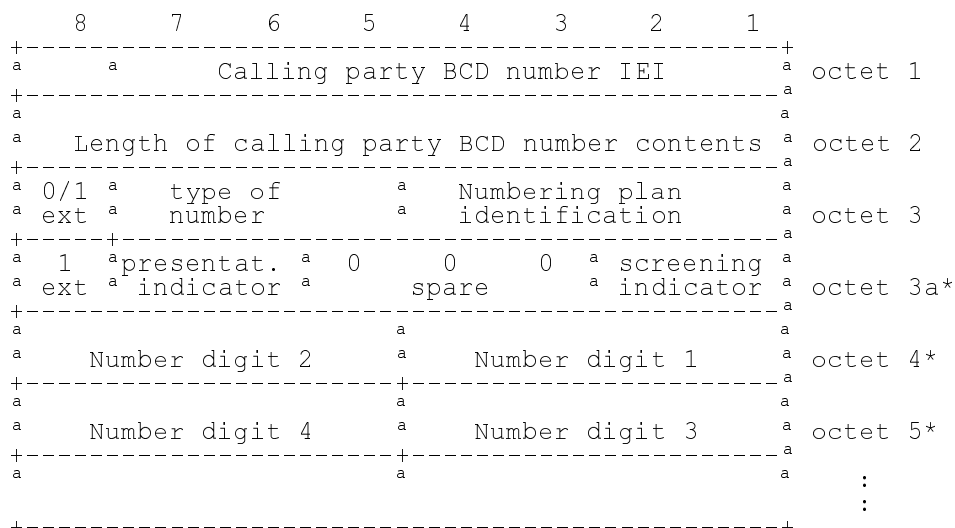 8 7 6 5 4 3 2 1
+-----------------------------------------------+
a a Calling party BCD number IEI a octet 1
+----------------------------------------------- a
a a
a Length of calling party BCD number contents a octet 2
+----------------------------------------------- a
a 0/1 a type of a Numbering plan a
a ext a number a identification a octet 3
+-----+----------------------------------------- a
a 1 a presentat. a 0 0 0 a screening a
a ext a indicator a spare a indicator a octet 3a*
+----------------------------------------------- a
a a a
a Number digit 2 a Number digit 1 a octet 4*
+-----------------------+----------------------- a
a a a
a Number digit 4 a Number digit 3 a octet 5*
+-----------------------+----------------------- a
a a a :
:
+-----------------------------------------------+